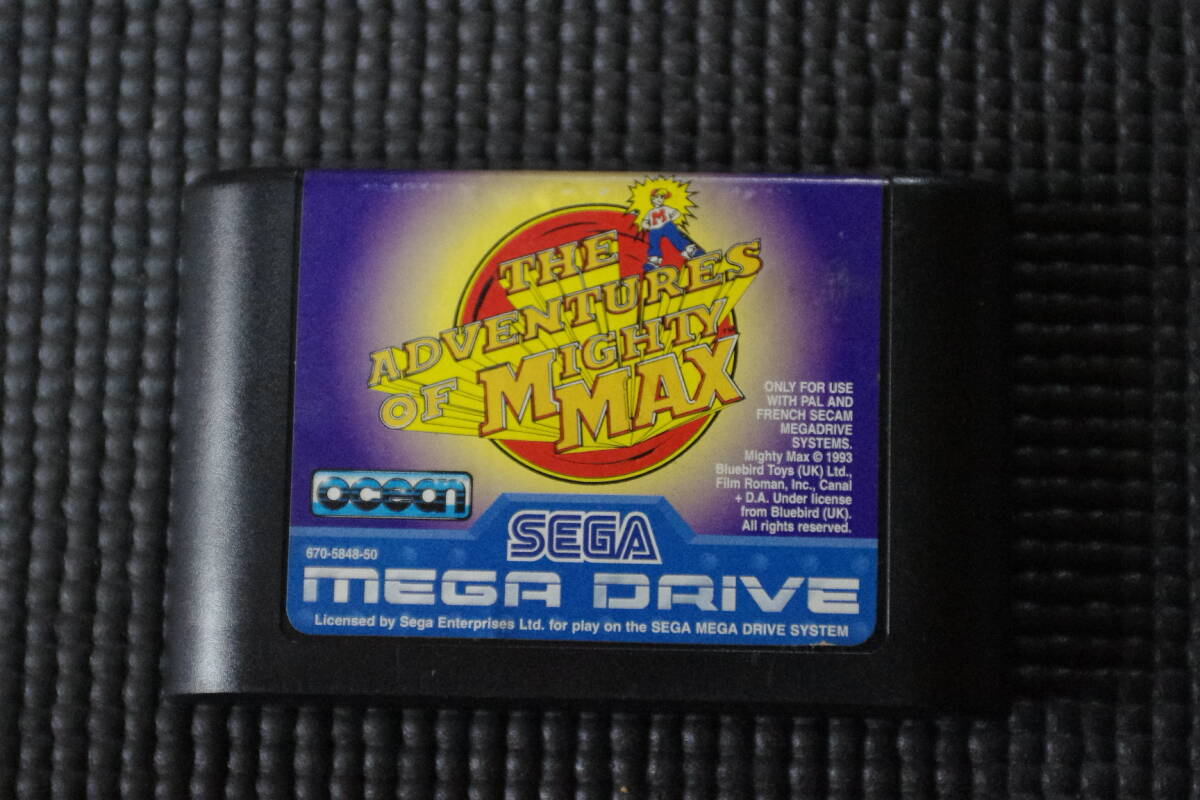 THE
ADVENTURES
OF MIGHTY
MAX™
M
ONLY FOR USE
WITH PAL AND
FRENCH SECAM
MEGADRIVE
SYSTEMS.
Mighty Max © 1993
Bluebird Toys (UK) Ltd.,
Film Roman, Inc., Canal
+ D.A. Under license
from Bluebird (UK).
All rights reserved.
ocean
SEGA
670-5848-50
MEGA DRIVE
Licensed by Sega Enterprises Ltd. for play on the SEGA MEGA DRIVE SYSTEM